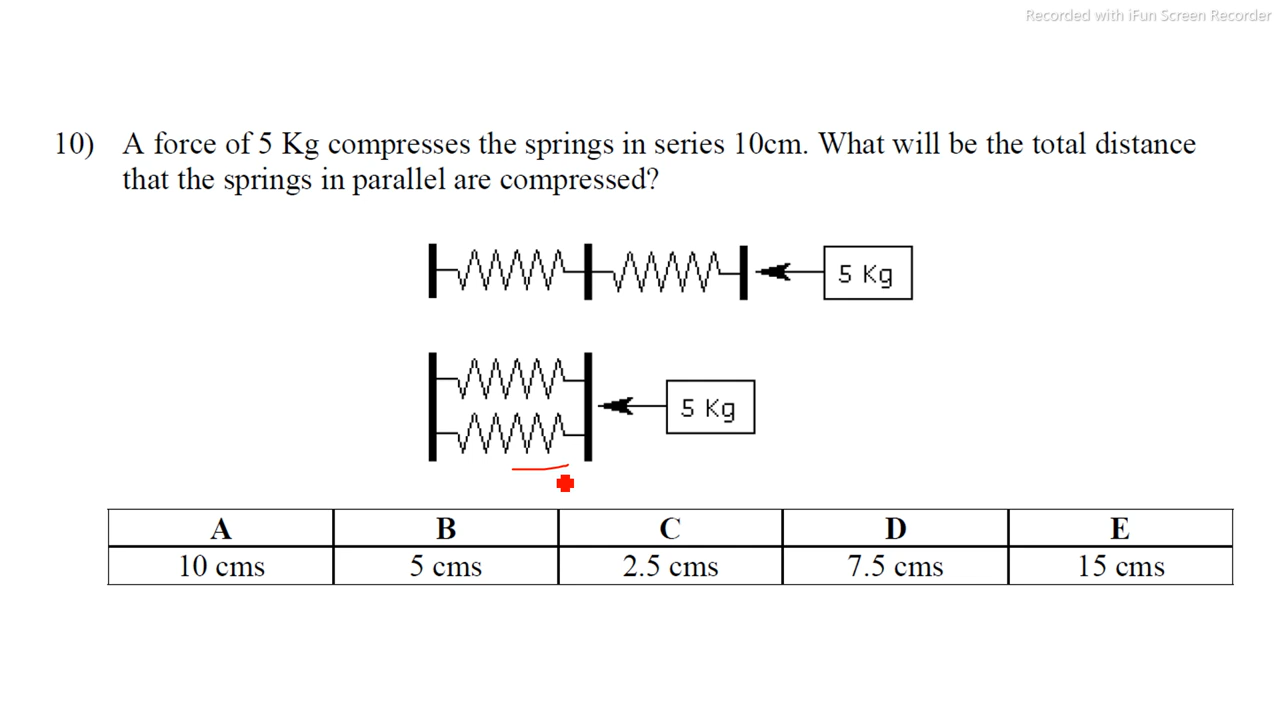 Recorded with iFun Screen Recorder
10) A force of 5 Kg compresses the springs in series 10cm. What will be the total distance
that the springs in parallel are compressed?
5 Kg
5 Kg
A B C D E
10 cms 5 cms 2.5 cms 7.5 cms 15 cms